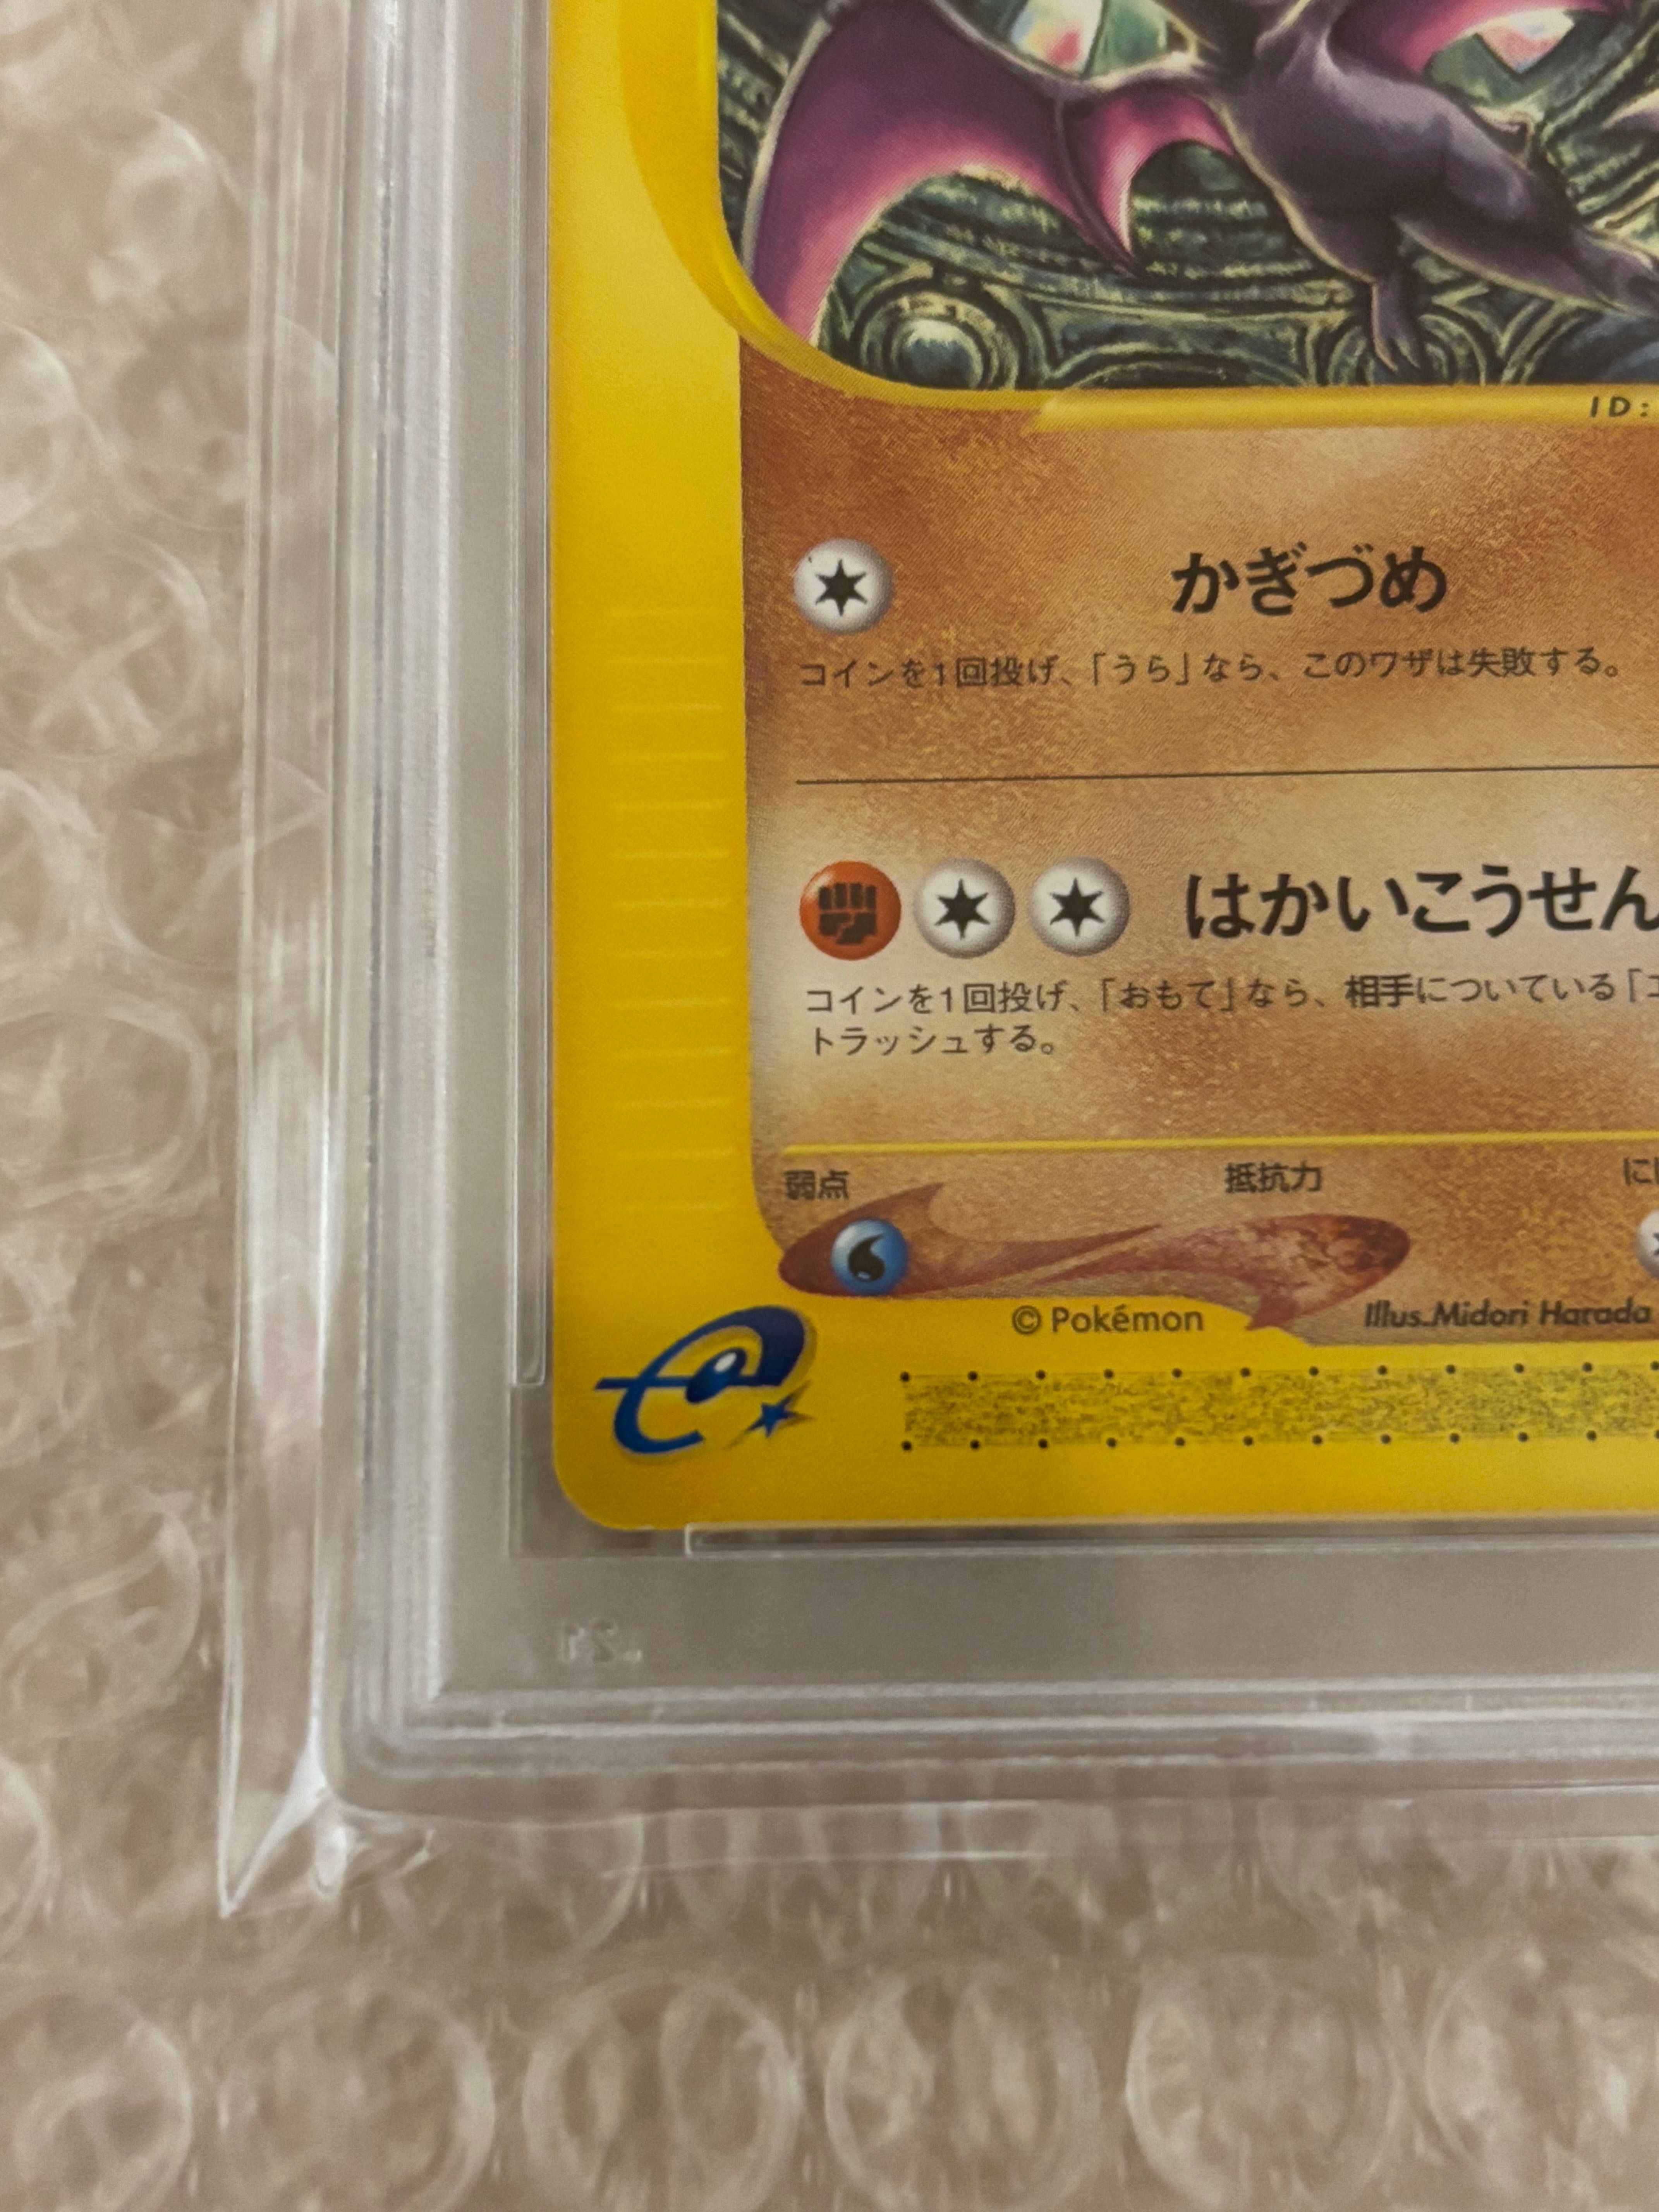 ID:
かぎづめ
コインを1回投げ、「うら」なら、このワザは失敗する。
はかいこうせん
コインを1回投げ、「おもて」なら、相手についている「エ
トラッシュする。
弱点 抵抗力 に
© Pokémon Illus.Midori Harada